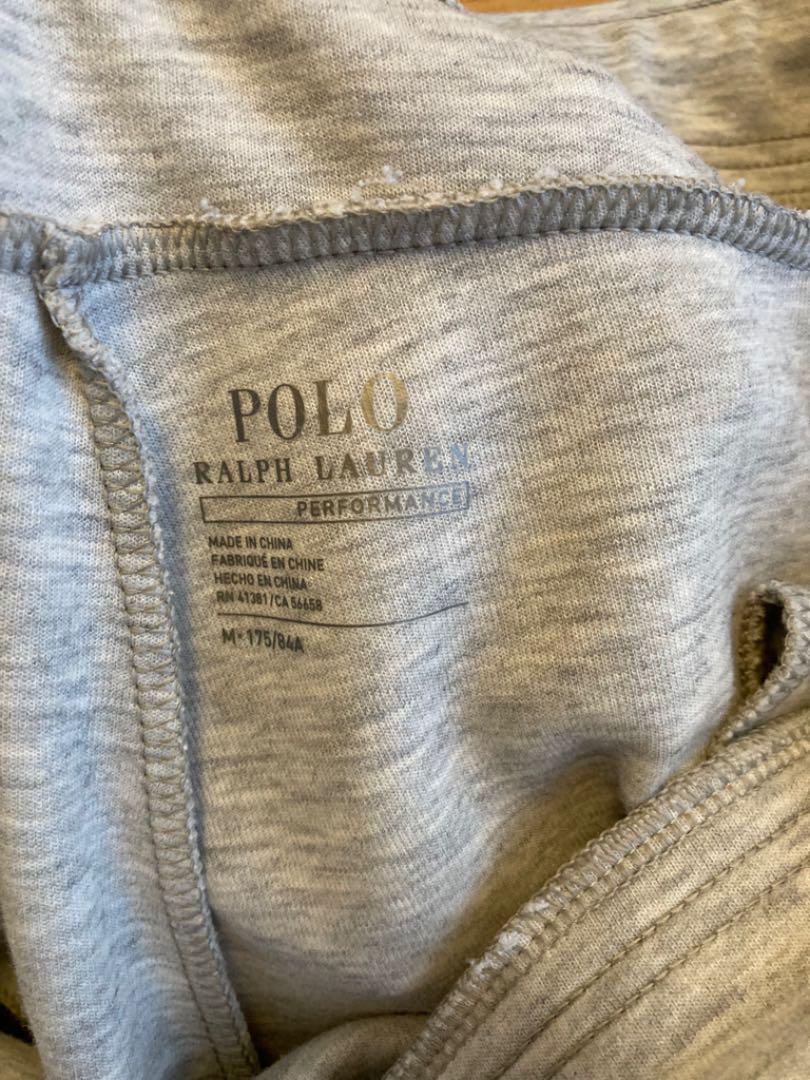 POLO
RALPH LAUREN
PERFORMANCE
MADE IN CHINA
FABRIQUÉ EN CHINE
HECHO EN CHINA
RN 41381/CA 56658
M • 175/84A